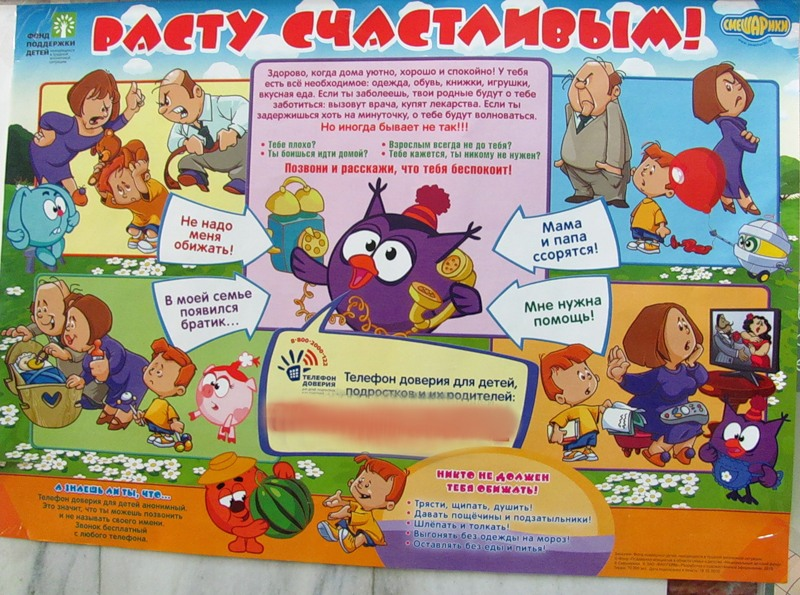 ФОНД
ПОДДЕРЖКИ
ДЕТЕЙ
РАСТУ СЧАСТЛИВЫМ!
СМЕШАРИКИ
Здорово, когда дома уютно, хорошо и спокойно! У тебя
есть всё необходимое: одежда, обувь, книжки, игрушки,
вкусная еда. Если ты заболеешь, твои родные будут о тебе
заботиться: вызовут врача, купят лекарства. Если ты
задержишься хоть на минуточку, о тебе будут волноваться.
Но иногда бывает не так!!!
• Тебе плохо?
• Ты боишься идти домой?
• Взрослым всегда не до тебя?
• Тебе кажется, ты никому не нужен?
Позвони и расскажи, что тебя беспокоит!
Не надо
меня
обижать!
Мама
и папа
ссорятся!
В моей семье
появился
братик...
Мне нужна
помощь!
8-800-2000-122
ТЕЛЕФОН
ДОВЕРИЯ
Телефон доверия для детей,
подростков и их родителей:
А ЗНАЕШЬ ЛИ ТЫ, ЧТО...
Телефон доверия для детей анонимный.
Это значит, что ты можешь позвонить
и не называть своего имени.
Звонок бесплатный
с любого телефона.
НИКТО НЕ ДОЛЖЕН
ТЕБЯ ОБИЖАТЬ!
• Трясти, щипать, душить!
• Давать пощёчины и подзатыльники!
• Шлёпать и толкать!
• Выгонять без одежды на мороз!
• Оставлять без еды и питья!